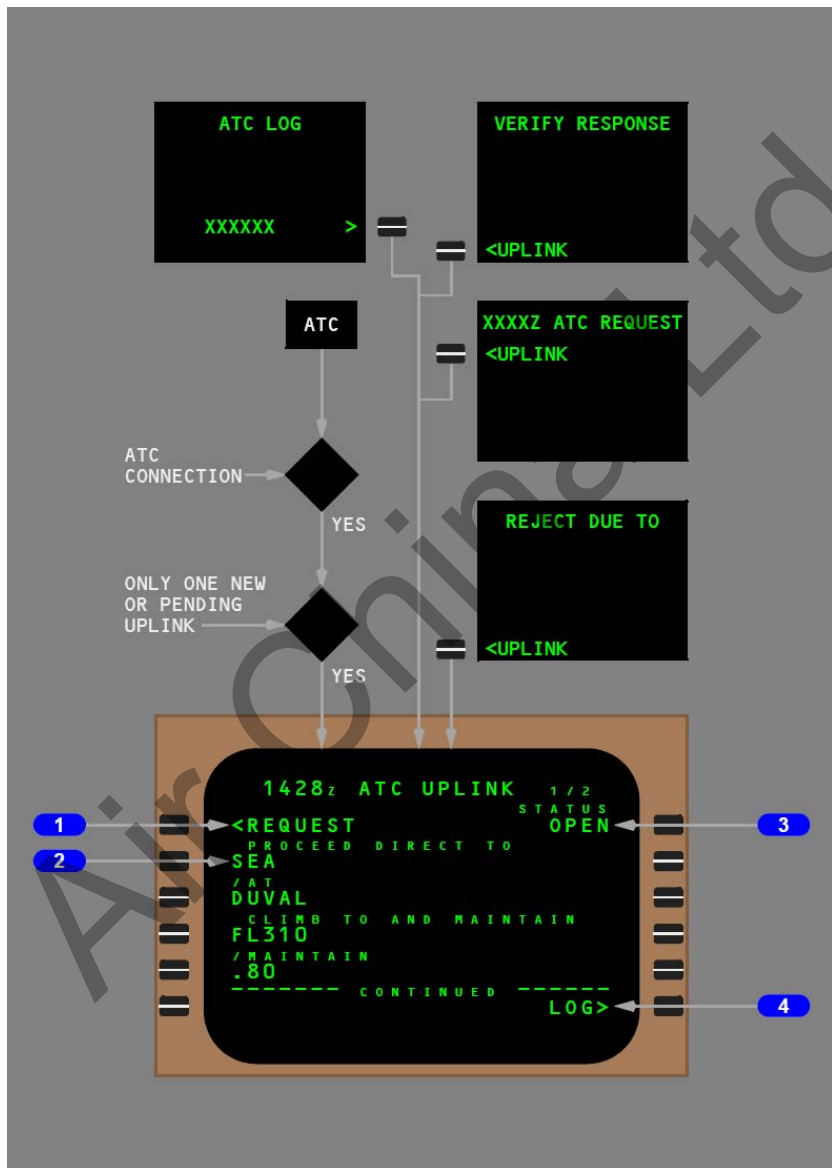 ATC LOG
XXXXXX >
VERIFY RESPONSE
<UPLINK
ATC
XXXXZ ATC REQUEST
<UPLINK
ATC
CONNECTION
YES
REJECT DUE TO
<UPLINK
ONLY ONE NEW
OR PENDING
UPLINK
YES
1428z ATC UPLINK 1/2
STATUS
1
<REQUEST OPEN
3
PROCEED DIRECT TO
2
SEA
/AT
DUVAL
CLIMB TO AND MAINTAIN
FL310
/MAINTAIN
.80
------- CONTINUED ------
LOG>
4
Air China Ltd